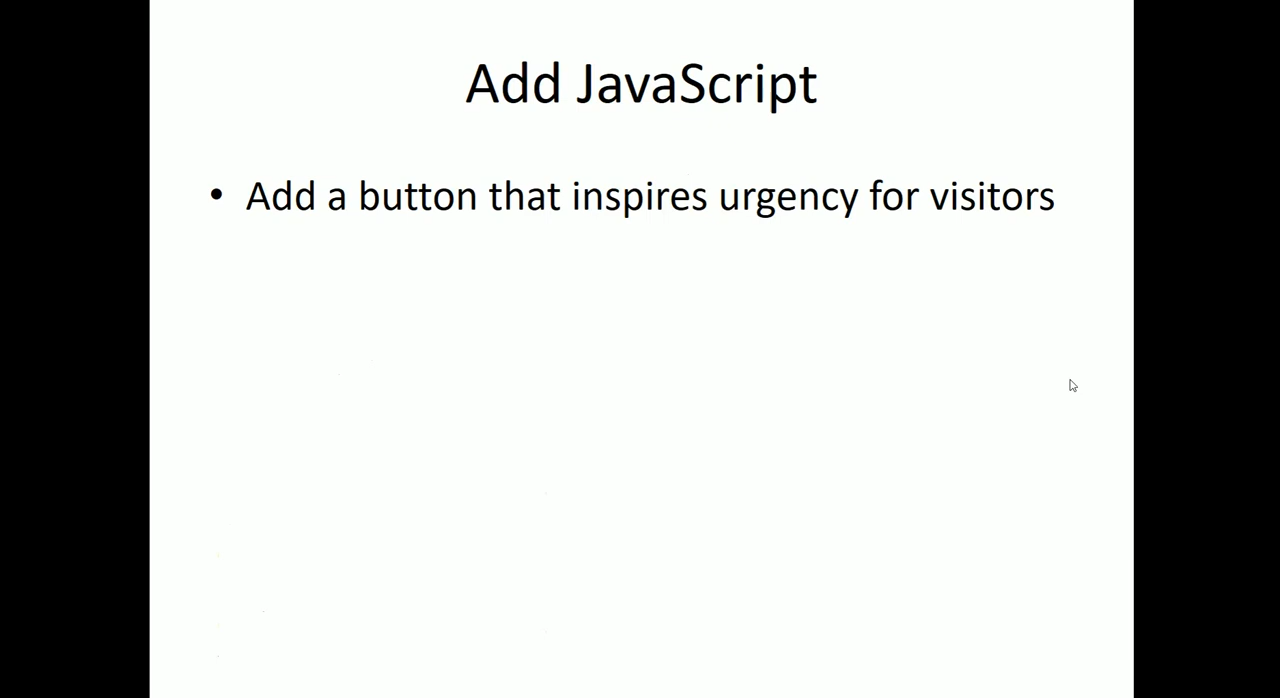 Add JavaScript
• Add a button that inspires urgency for visitors